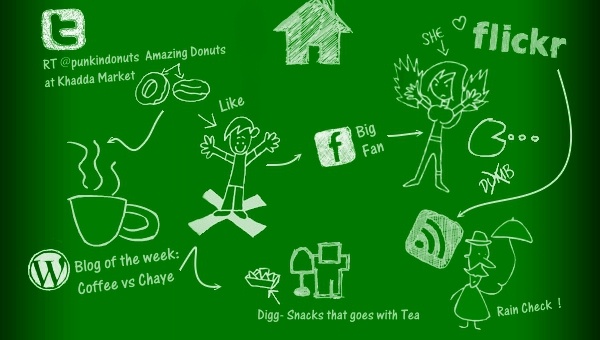 SHE
flickr
RT @punkindonuts Amazing Donuts
at Khadda Market
Like
Big
Fan
DUMB
Blog of the week:
Coffee vs Chaye
Digg- Snacks that goes with Tea
Rain Check !